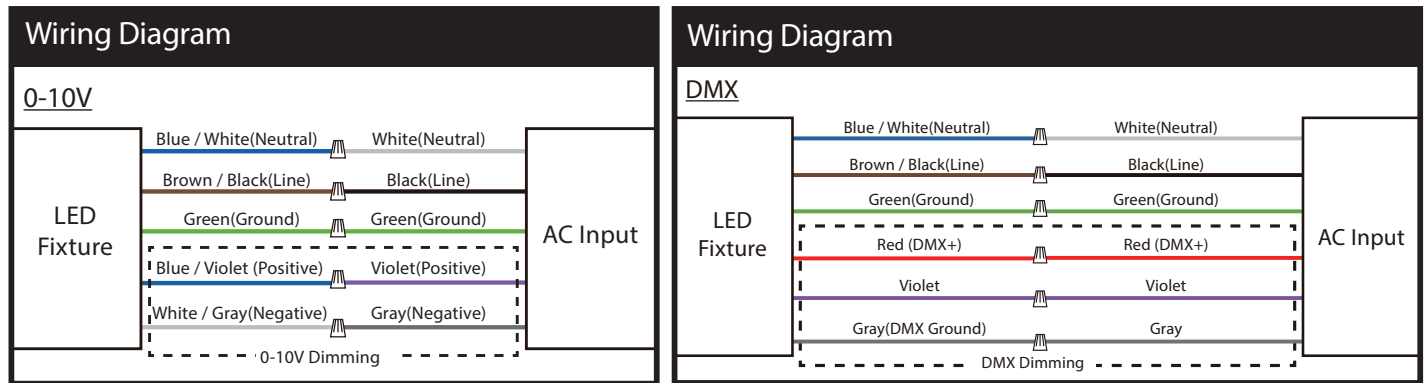 Wiring Diagram
0-10V
Blue / White(Neutral) White(Neutral)
Brown / Black(Line) Black(Line)
Green(Ground) Green(Ground)
LED
Fixture
AC Input
Blue / Violet (Positive) Violet(Positive)
White / Gray(Negative) Gray(Negative)
0-10V Dimming
Wiring Diagram
DMX
Blue / White(Neutral) White(Neutral)
Brown / Black(Line) Black(Line)
Green(Ground) Green(Ground)
LED
Fixture
AC Input
Red (DMX+) Red (DMX+)
Violet Violet
Gray(DMX Ground) Gray
DMX Dimming